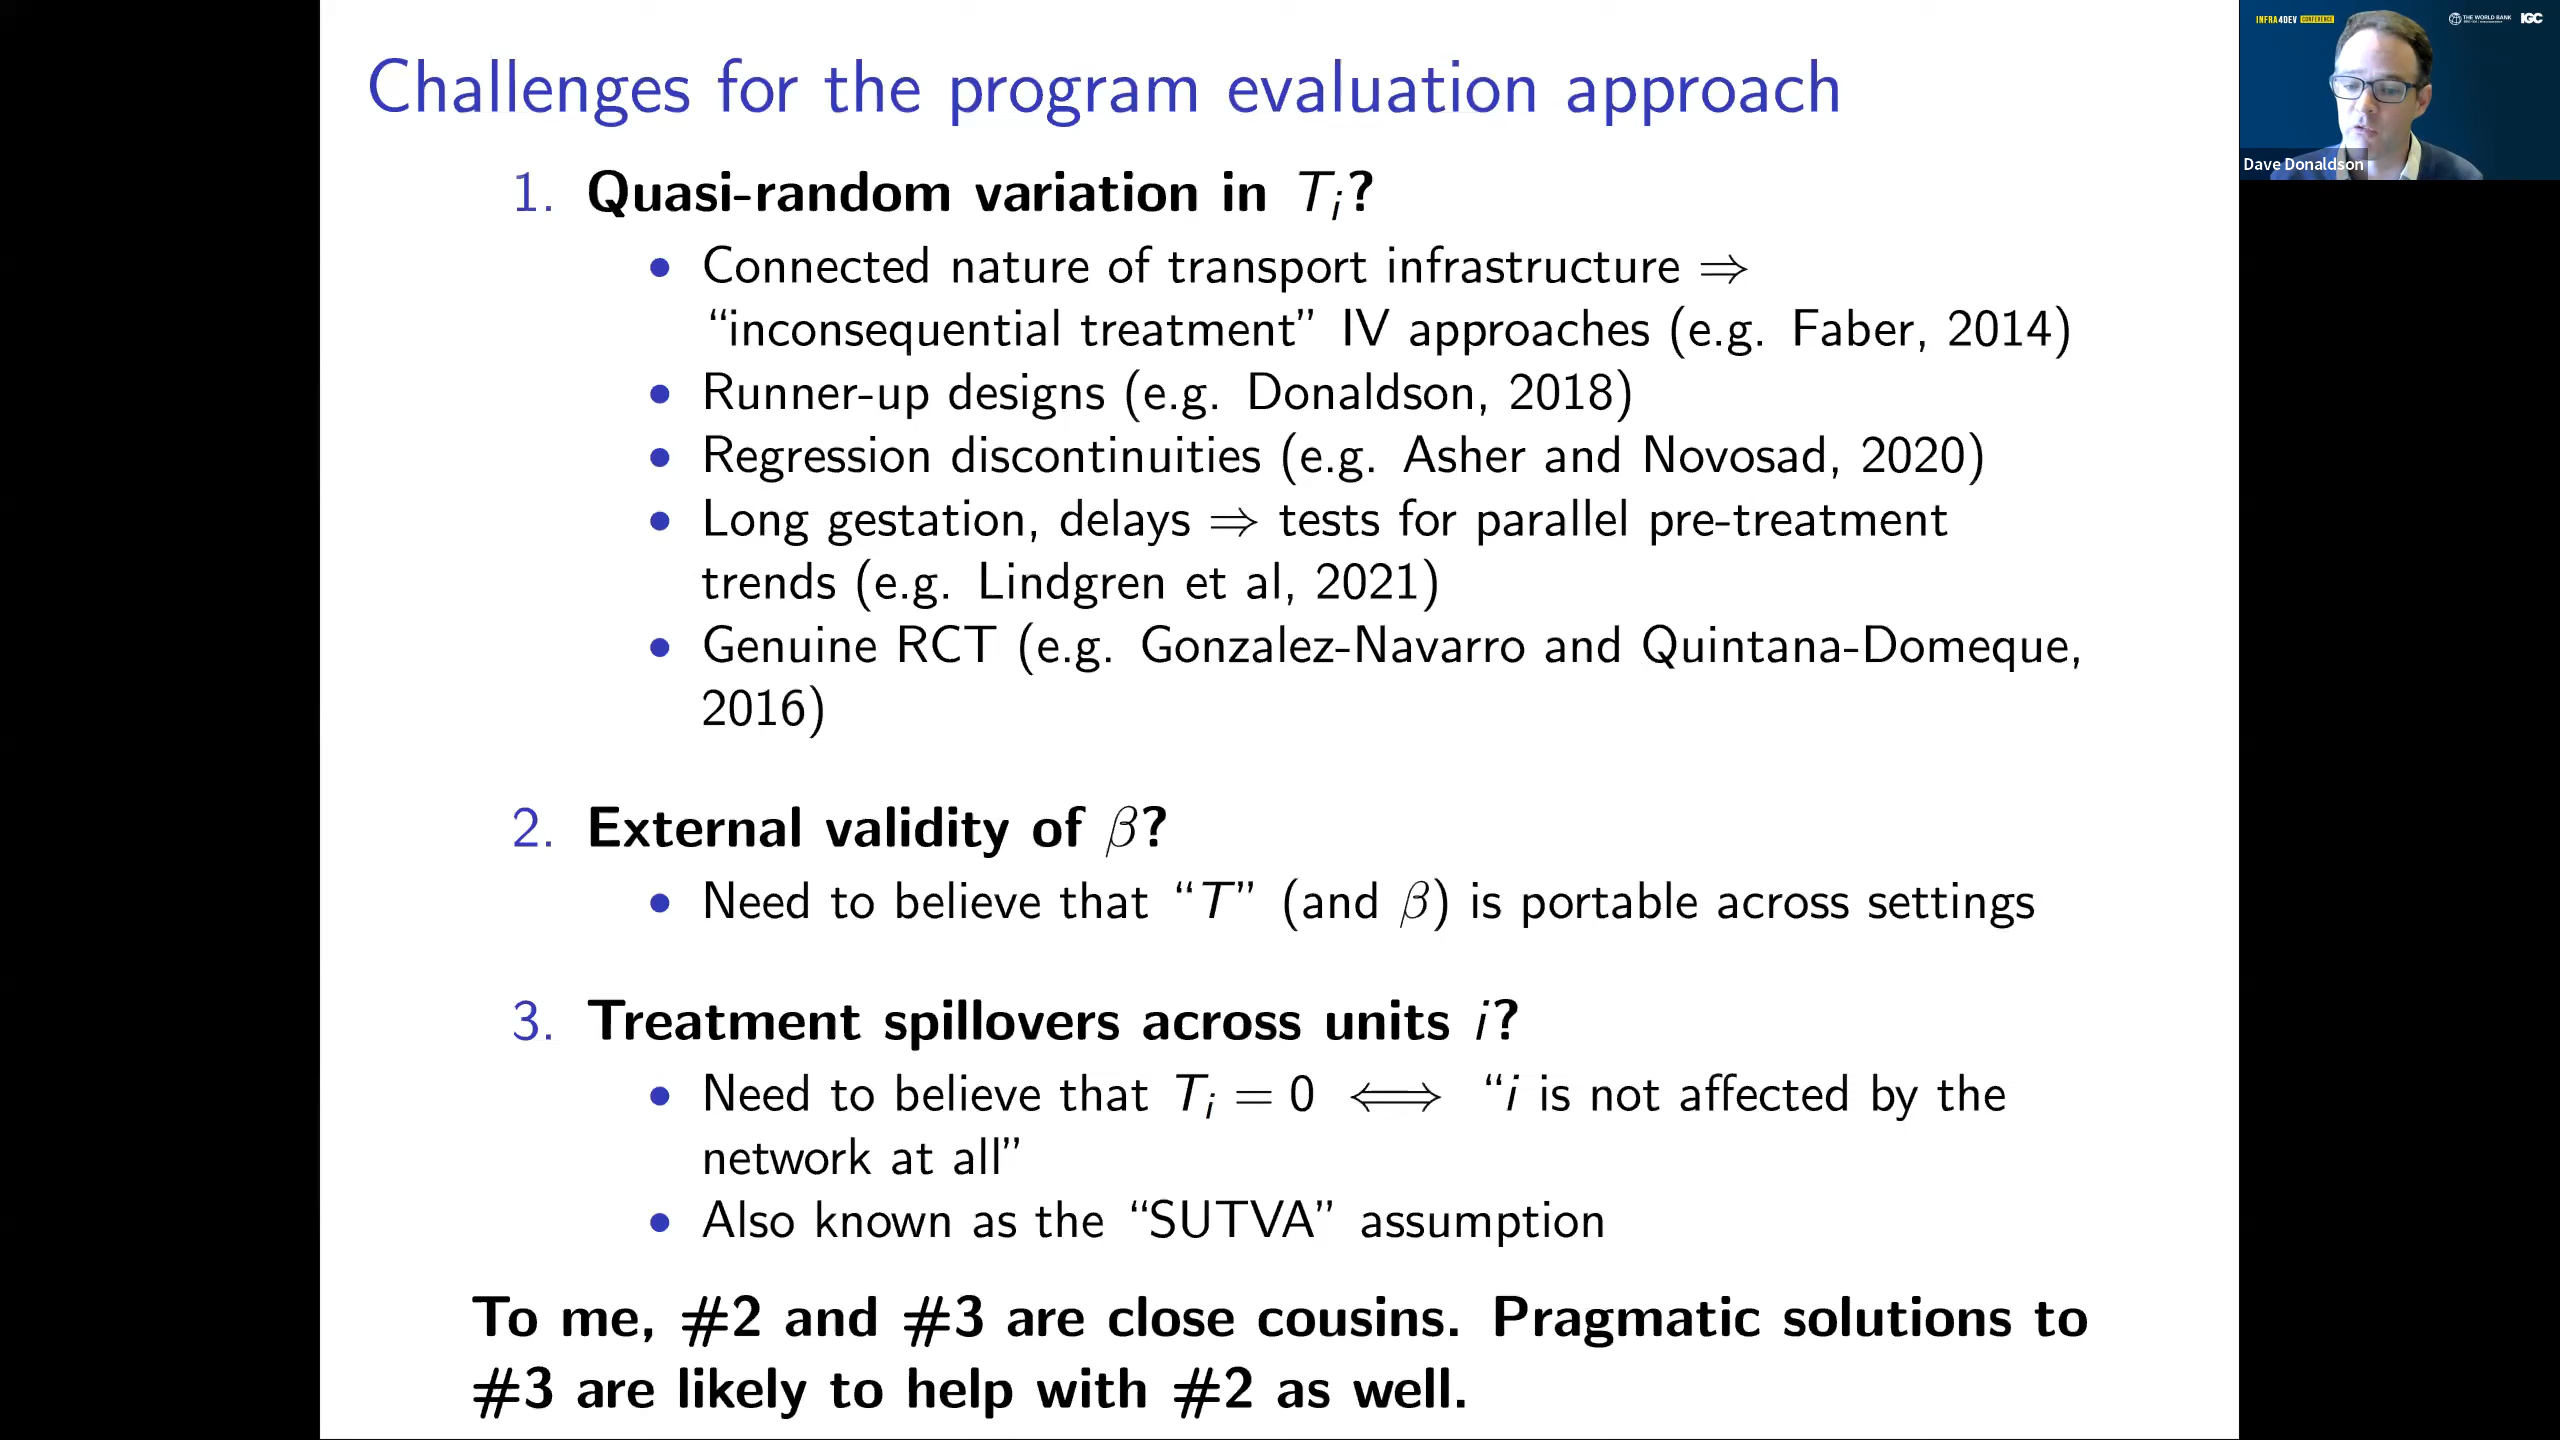 Challenges for the program evaluation approach
1. Quasi-random variation in Tᵢ?
• Connected nature of transport infrastructure ⇒
“inconsequential treatment” IV approaches (e.g. Faber, 2014)
• Runner-up designs (e.g. Donaldson, 2018)
• Regression discontinuities (e.g. Asher and Novosad, 2020)
• Long gestation, delays ⇒ tests for parallel pre-treatment
trends (e.g. Lindgren et al, 2021)
• Genuine RCT (e.g. Gonzalez-Navarro and Quintana-Domeque,
2016)
2. External validity of β?
• Need to believe that “T” (and β) is portable across settings
3. Treatment spillovers across units i?
• Need to believe that Tᵢ = 0 ⟺ “i is not affected by the
network at all”
• Also known as the “SUTVA” assumption
To me, #2 and #3 are close cousins. Pragmatic solutions to
#3 are likely to help with #2 as well.
INFRA4DEV CONFERENCE
THE WORLD BANK
IGC
Dave Donaldson